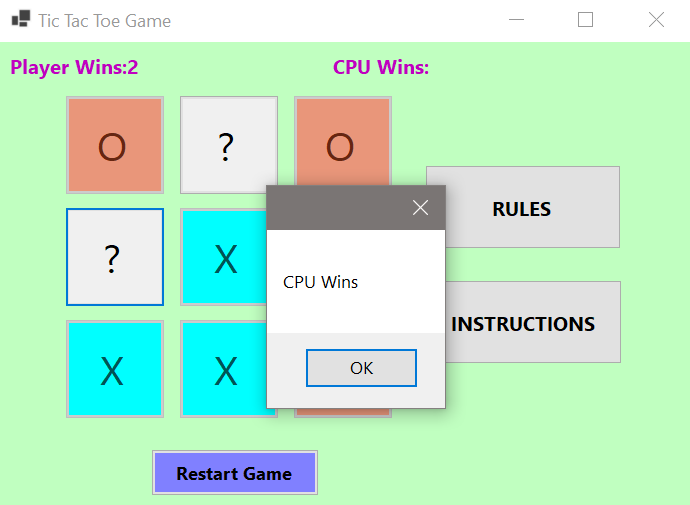 Tic Tac Toe Game
Player Wins:2
CPU Wins:
O
?
O
RULES
?
X
CPU Wins
INSTRUCTIONS
X
X
OK
Restart Game